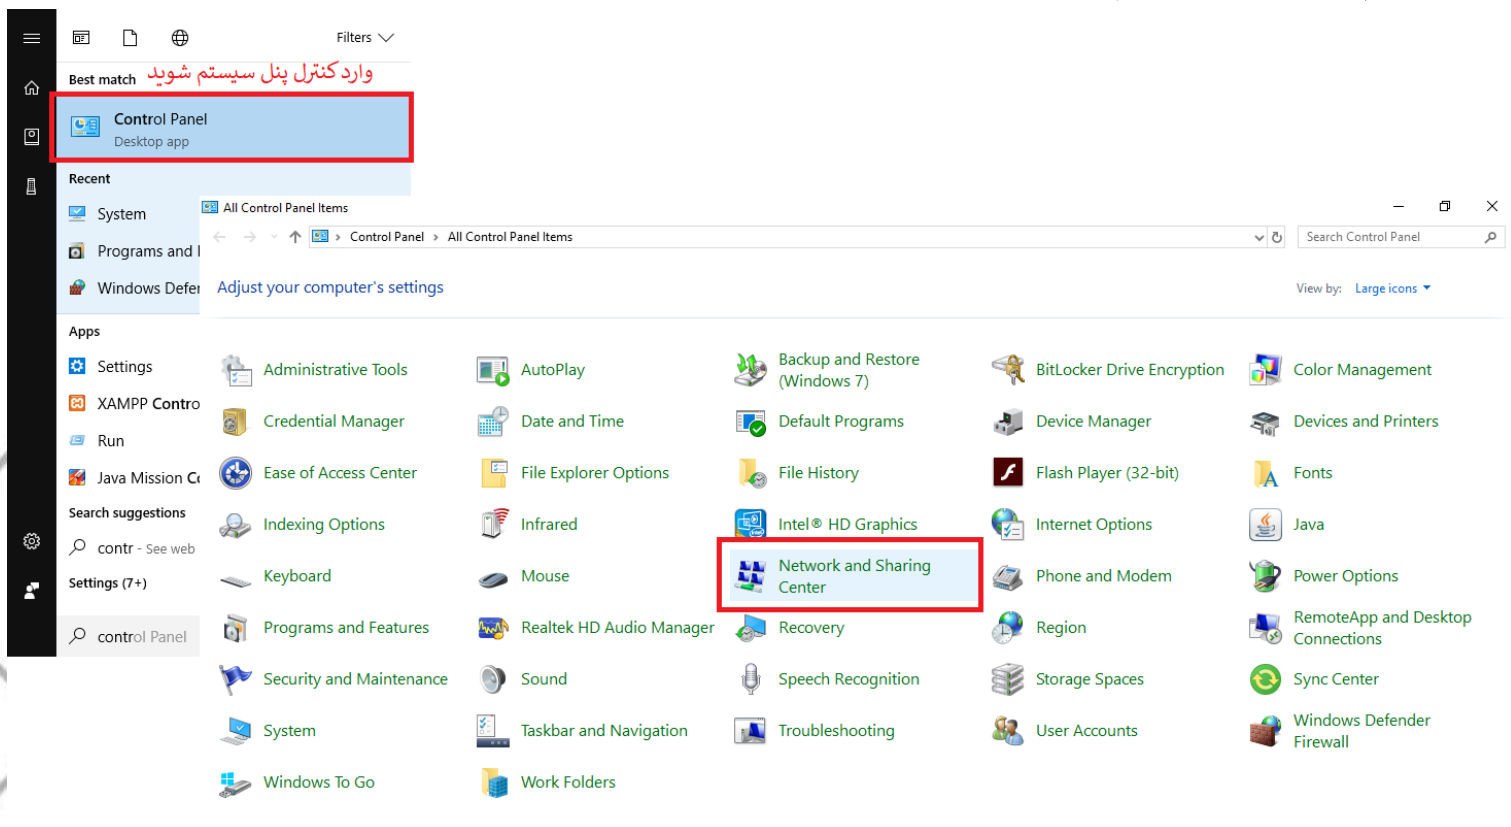 Filters
Best match
وارد کنترل پنل سیستم شوید
Control Panel
Desktop app
Recent
System
Programs and
Windows Defer
Apps
Settings
XAMPP Contro
Run
Java Mission Co
Search suggestions
contr - See web
Settings (7+)
control Panel
All Control Panel Items
Control Panel › All Control Panel Items
Search Control Panel
Adjust your computer's settings
View by: Large icons
Administrative Tools
AutoPlay
Backup and Restore
(Windows 7)
BitLocker Drive Encryption
Color Management
Credential Manager
Date and Time
Default Programs
Device Manager
Devices and Printers
Ease of Access Center
File Explorer Options
File History
Flash Player (32-bit)
Fonts
Indexing Options
Infrared
Intel® HD Graphics
Internet Options
Java
Keyboard
Mouse
Network and Sharing
Center
Phone and Modem
Power Options
Programs and Features
Realtek HD Audio Manager
Recovery
Region
RemoteApp and Desktop
Connections
Security and Maintenance
Sound
Speech Recognition
Storage Spaces
Sync Center
System
Taskbar and Navigation
Troubleshooting
User Accounts
Windows Defender
Firewall
Windows To Go
Work Folders